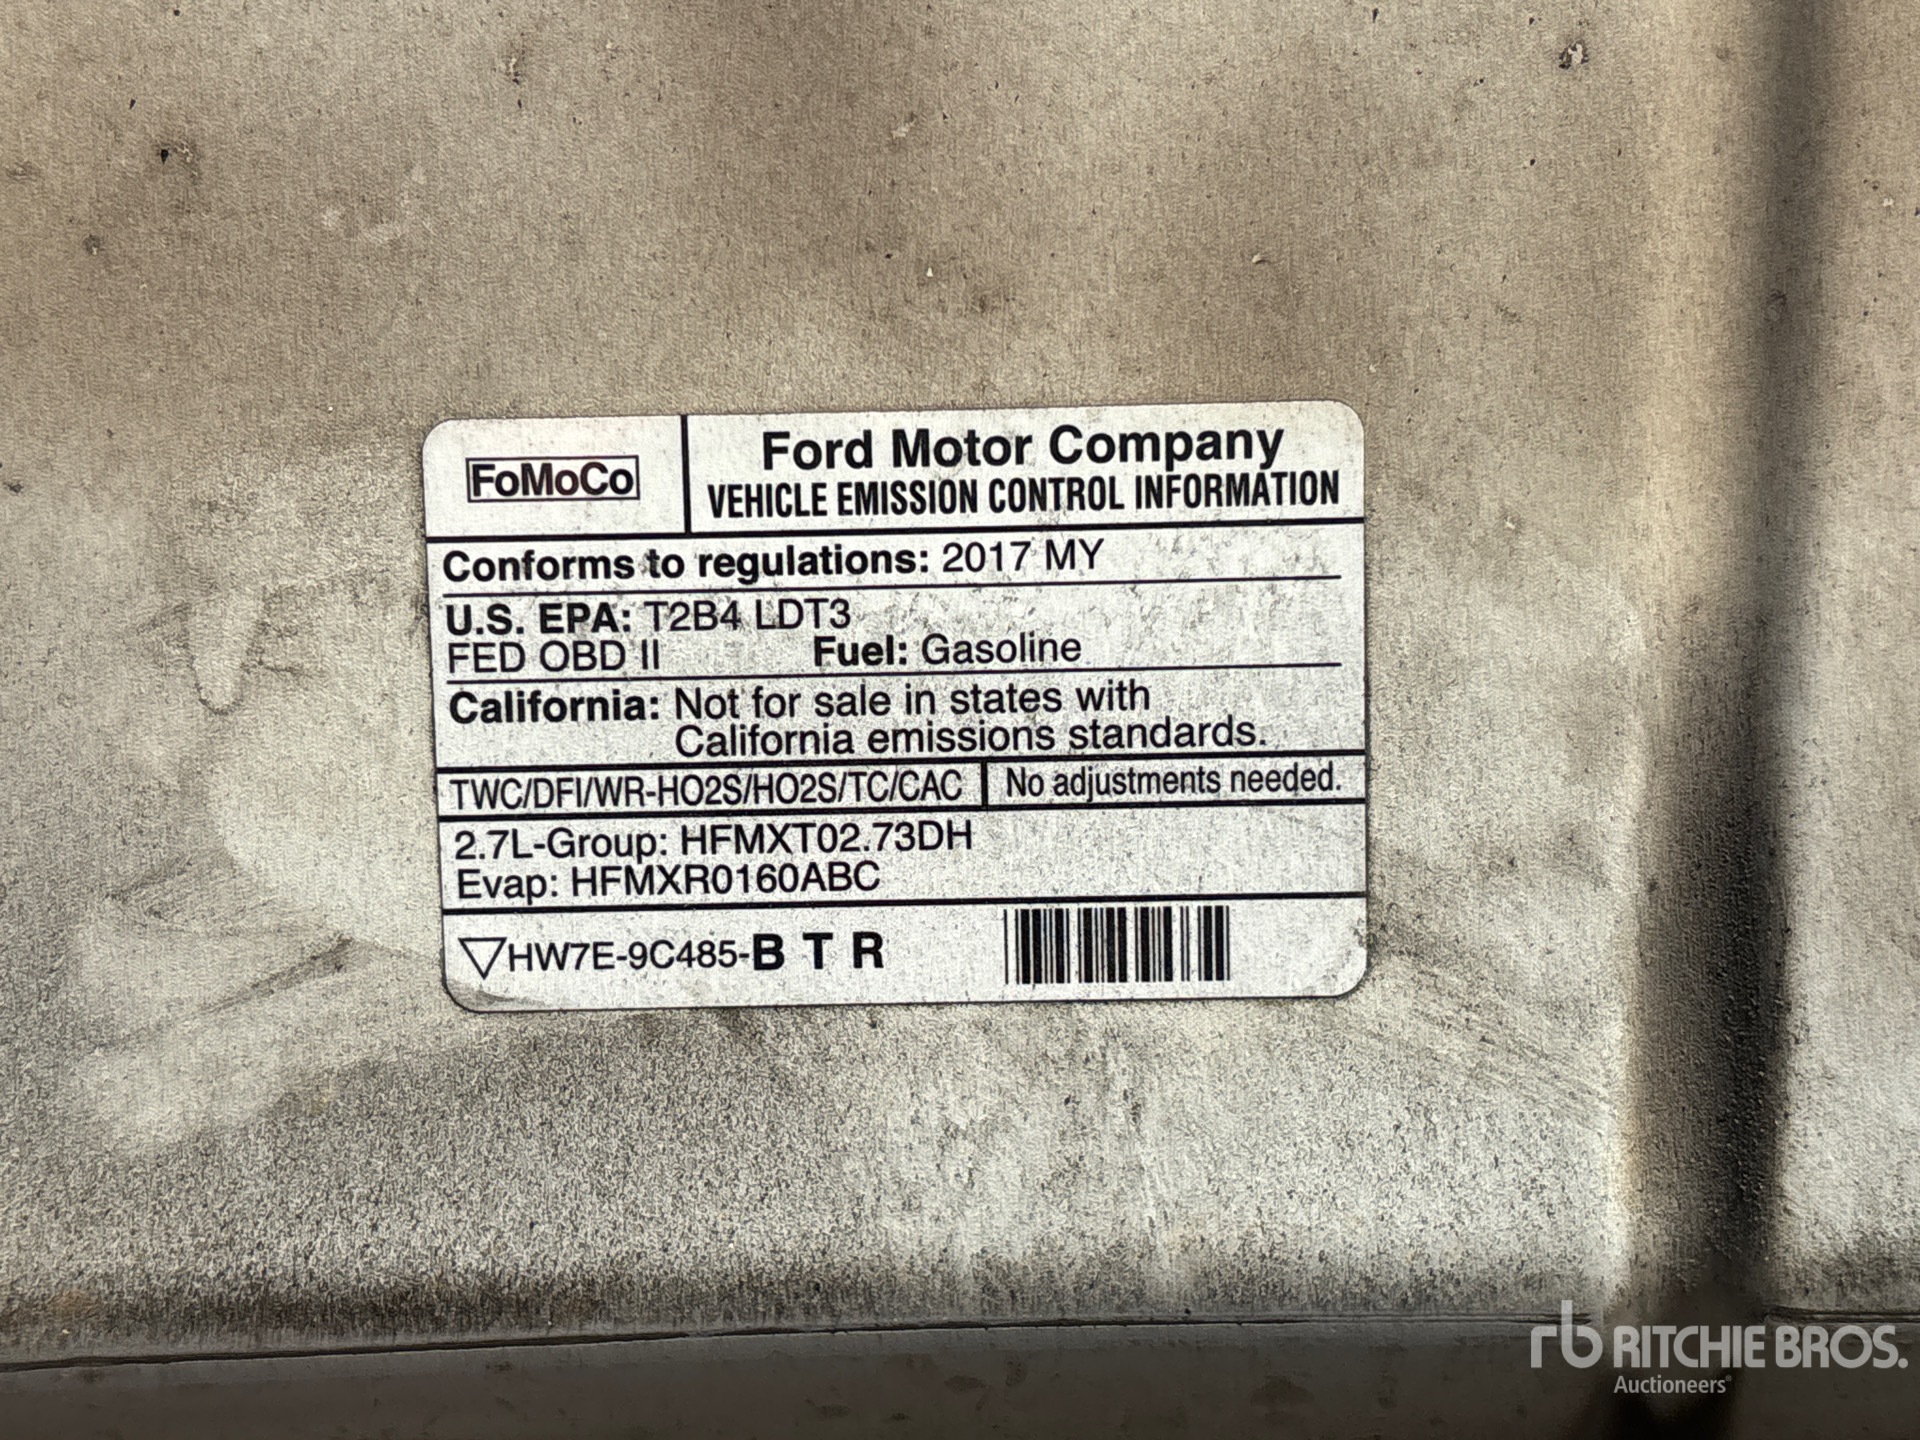 FoMoCo
Ford Motor Company
VEHICLE EMISSION CONTROL INFORMATION
Conforms to regulations: 2017 MY
U.S. EPA: T2B4 LDT3
FED OBD II Fuel: Gasoline
California: Not for sale in states with
California emissions standards.
TWC/DFI/WR-HO2S/HO2S/TC/CAC No adjustments needed.
2.7L-Group: HFMXT02.73DH
Evap: HFMXR0160ABC
HW7E-9C485-B T R
rb RITCHIE BROS.
Auctioneers®